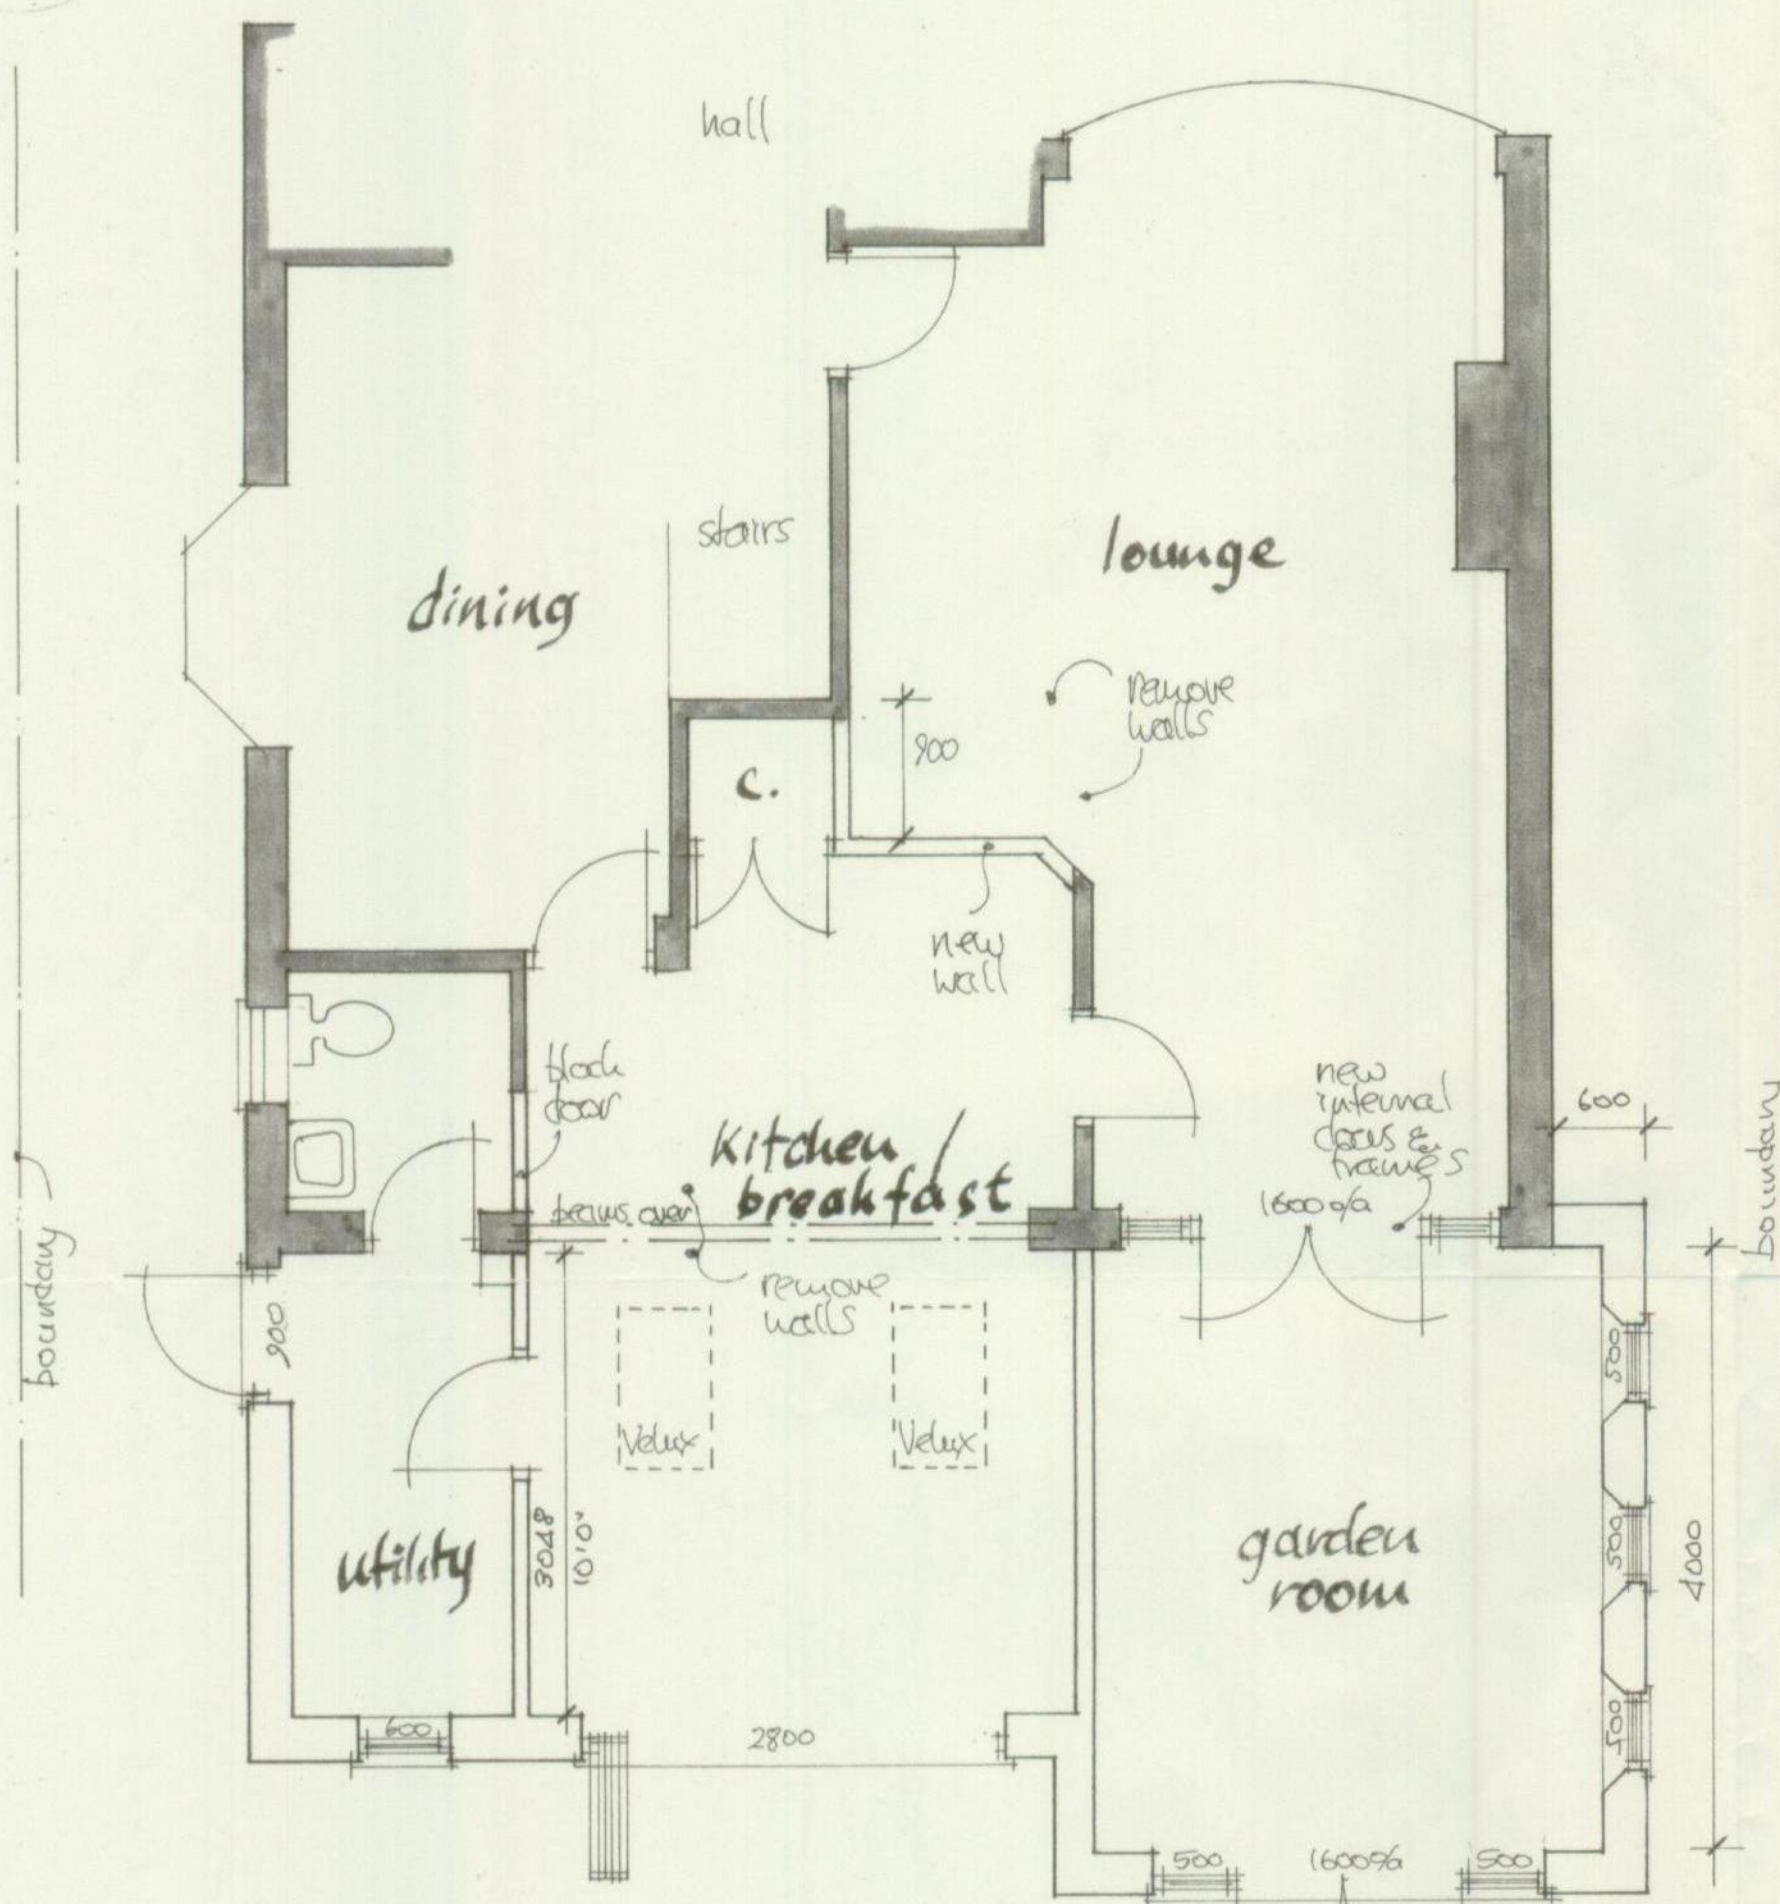 hall
stairs
lounge
dining
remove
walls
900
c.
new
wall
block
door
new
internal
doors &
frames
600
boundary
kitchen /
breakfast
1600 o/a
beams over
boundary
remove
walls
900
500
Velux
Velux
3048
10'0"
500
4000
utility
garden
room
500
600
2800
500
1600 o/a
500